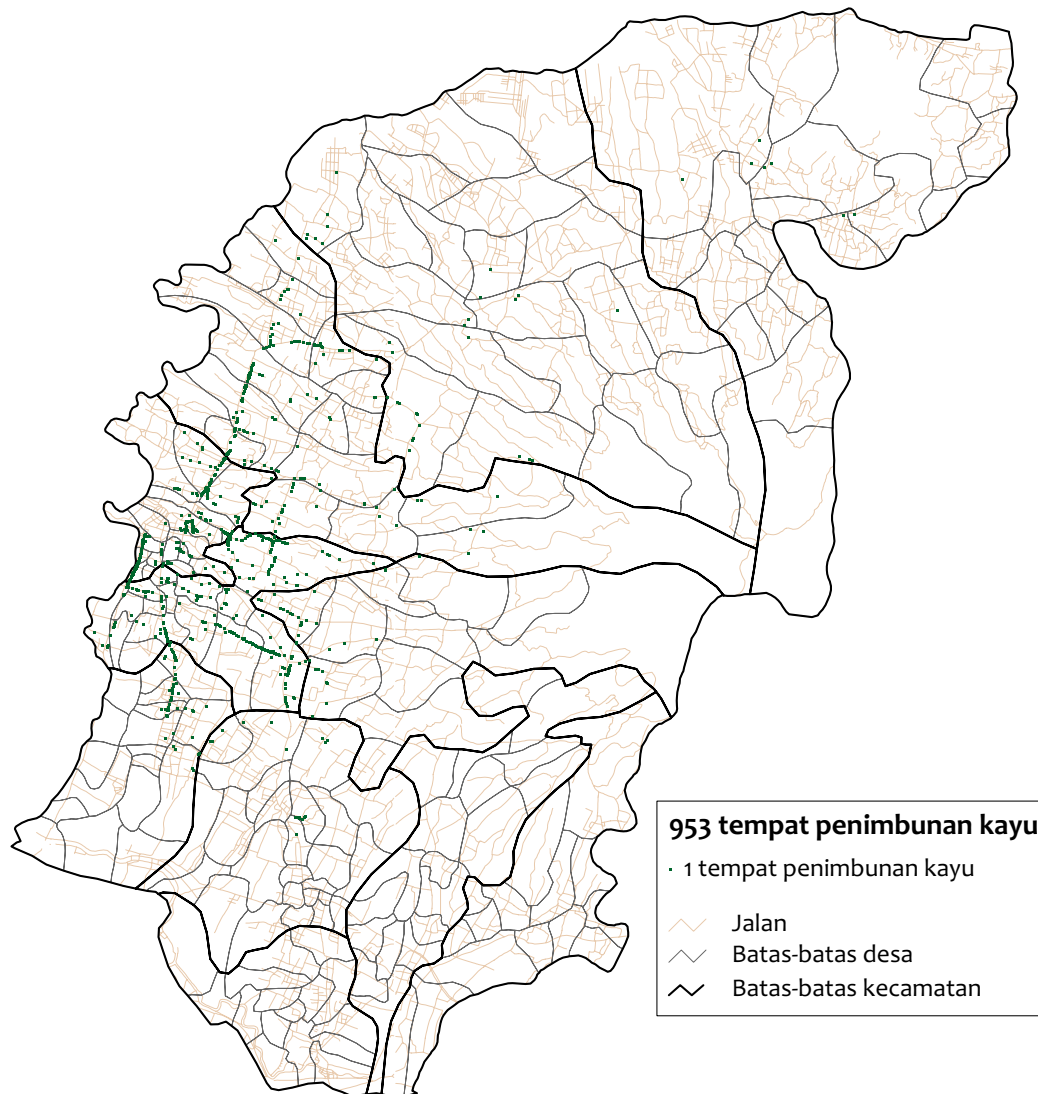 953 tempat penimbunan kayu
1 tempat penimbunan kayu
Jalan
Batas-batas desa
Batas-batas kecamatan